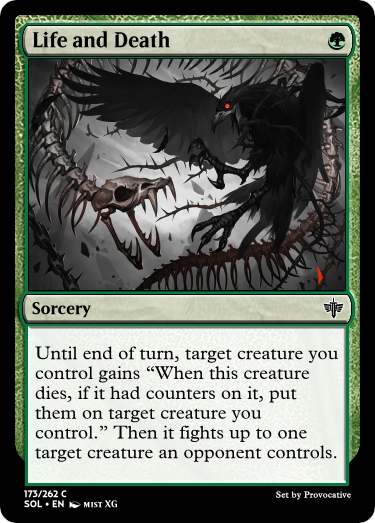 Life and Death
Sorcery
Until end of turn, target creature you
control gains “When this creature
dies, if it had counters on it, put
them on target creature you
control.” Then it fights up to one
target creature an opponent controls.
173/262 C
SOL • EN MIST XG
Set by Provocative